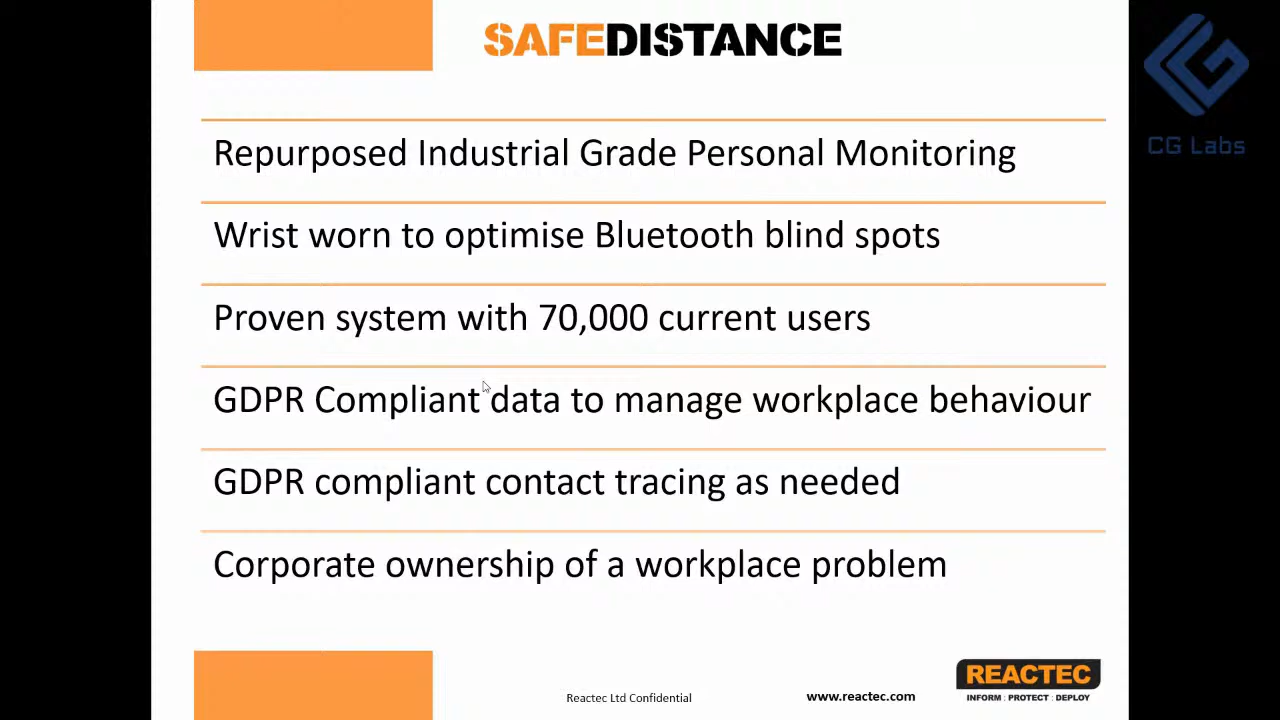 SAFEDISTANCE
CG Labs
Repurposed Industrial Grade Personal Monitoring
Wrist worn to optimise Bluetooth blind spots
Proven system with 70,000 current users
GDPR Compliant data to manage workplace behaviour
GDPR compliant contact tracing as needed
Corporate ownership of a workplace problem
Reactec Ltd Confidential
www.reactec.com
REACTEC
INFORM : PROTECT : DEPLOY